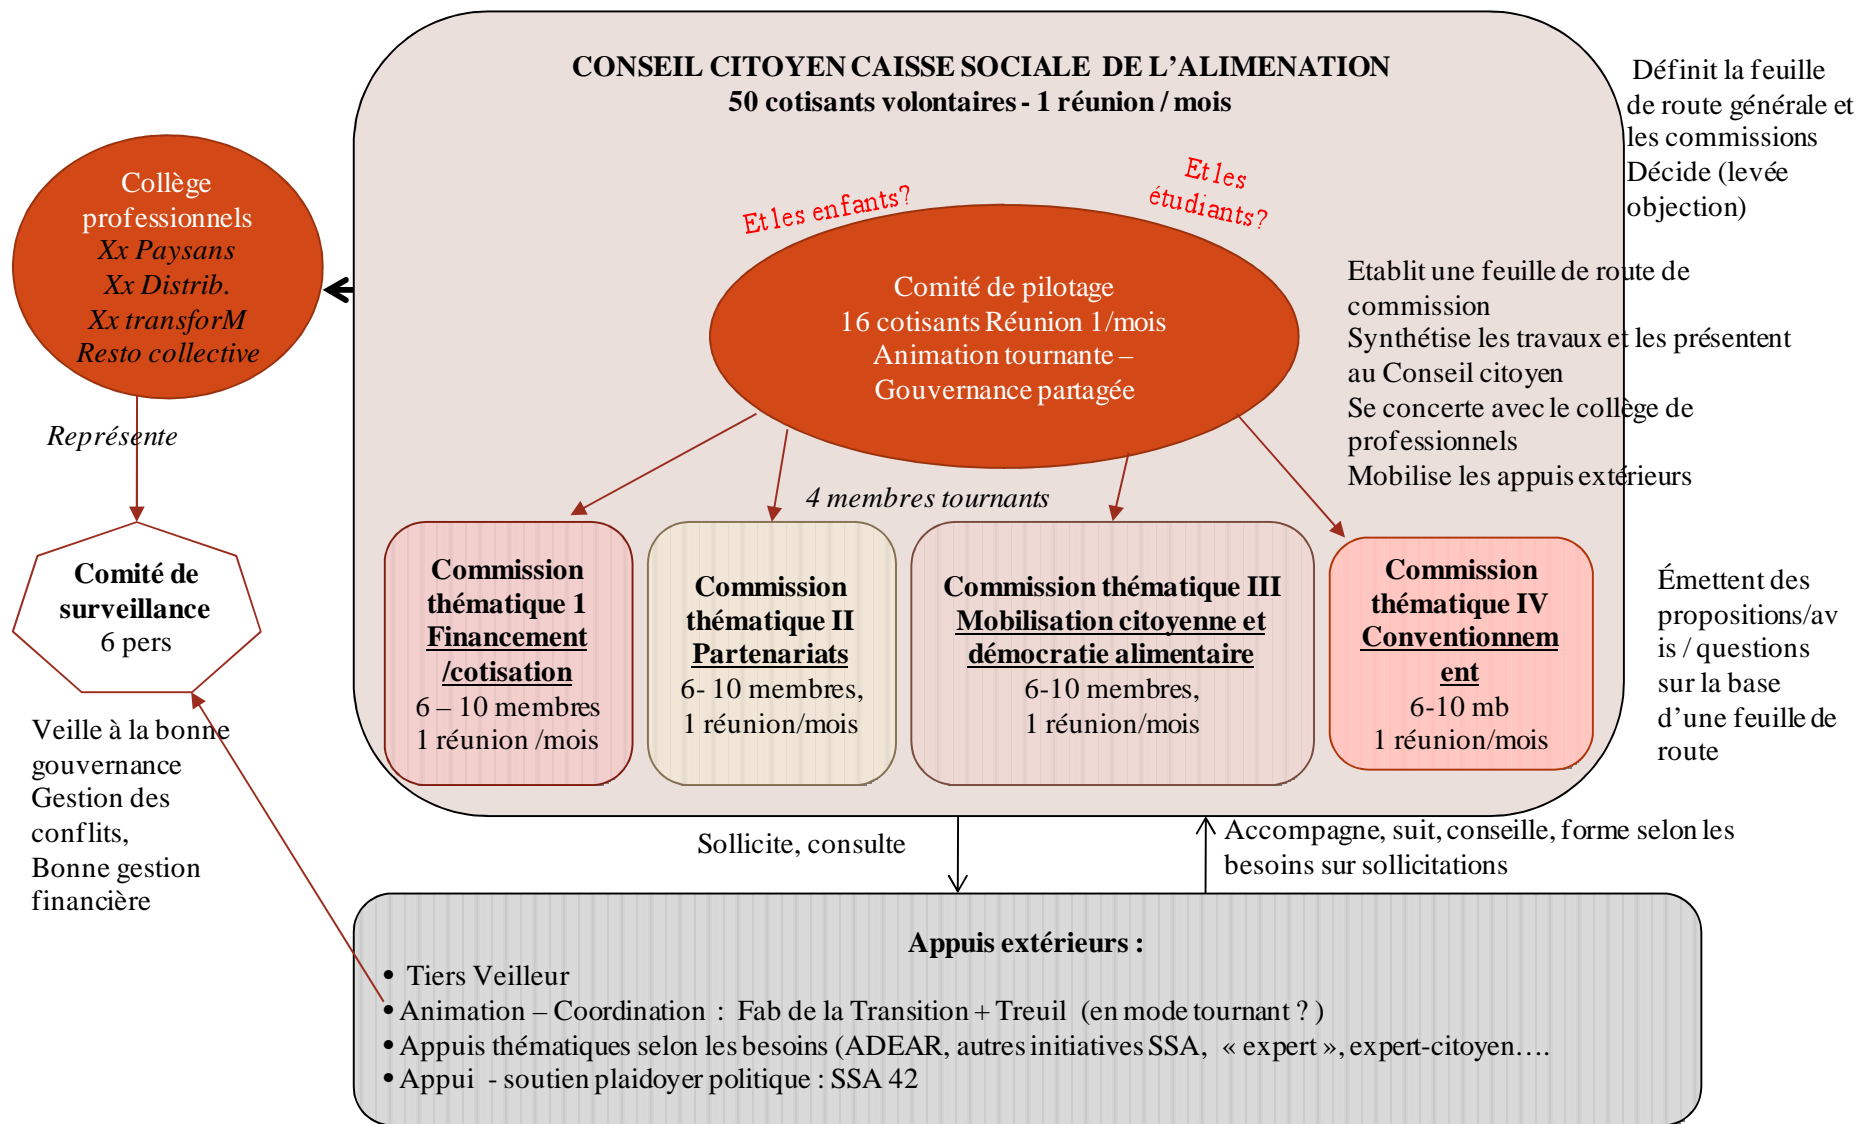 CONSEIL CITOYEN CAISSE SOCIALE DE L'ALIMENATION
50 cotisants volontaires - 1 réunion / mois
Définit la feuille
de route générale et
les commissions
Décide (levée
objection)
Collège
professionnels
Xx Paysans
Xx Distrib.
Xx transforM
Resto collective
Et les enfants?
Et les
étudiants?
Comité de pilotage
16 cotisants Réunion 1/mois
Animation tournante –
Gouvernance partagée
Etablit une feuille de route de
commission
Synthétise les travaux et les présentent
au Conseil citoyen
Se concerte avec le collège de
professionnels
Mobilise les appuis extérieurs
Représente
4 membres tournants
Comité de
surveillance
6 pers
Commission
thématique 1
Financement
/cotisation
6 – 10 membres
1 réunion /mois
Commission
thématique II
Partenariats
6- 10 membres,
1 réunion/mois
Commission thématique III
Mobilisation citoyenne et
démocratie alimentaire
6-10 membres,
1 réunion/mois
Commission
thématique IV
Conventionnem
ent
6-10 mb
1 réunion/mois
Émettent des
propositions/av
is / questions
sur la base
d'une feuille de
route
Veille à la bonne
gouvernance
Gestion des
conflits,
Bonne gestion
financière
Sollicite, consulte
Accompagne, suit, conseille, forme selon les
besoins sur sollicitations
Appuis extérieurs :
• Tiers Veilleur
• Animation – Coordination : Fab de la Transition + Treuil (en mode tournant ? )
• Appuis thématiques selon les besoins (ADEAR, autres initiatives SSA, « expert », expert-citoyen….
• Appui - soutien plaidoyer politique : SSA 42